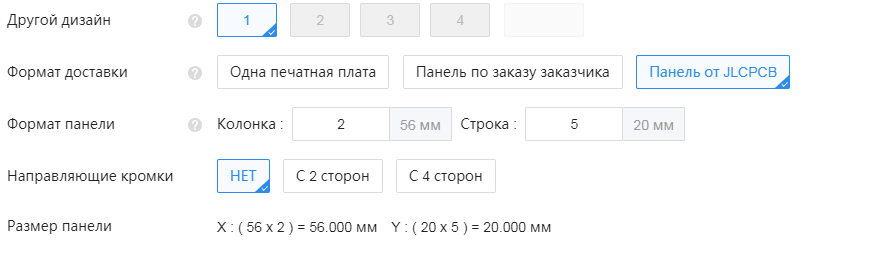 Другой дизайн ? 1 2 3 4
Формат доставки ? Одна печатная плата Панель по заказу заказчика Панель от JLCPCB
Формат панели ? Колонка : 2 56 мм Строка : 5 20 мм
Направляющие кромки НЕТ С 2 сторон С 4 сторон
Размер панели X : ( 56 x 2 ) = 56.000 мм Y : ( 20 x 5 ) = 20.000 мм